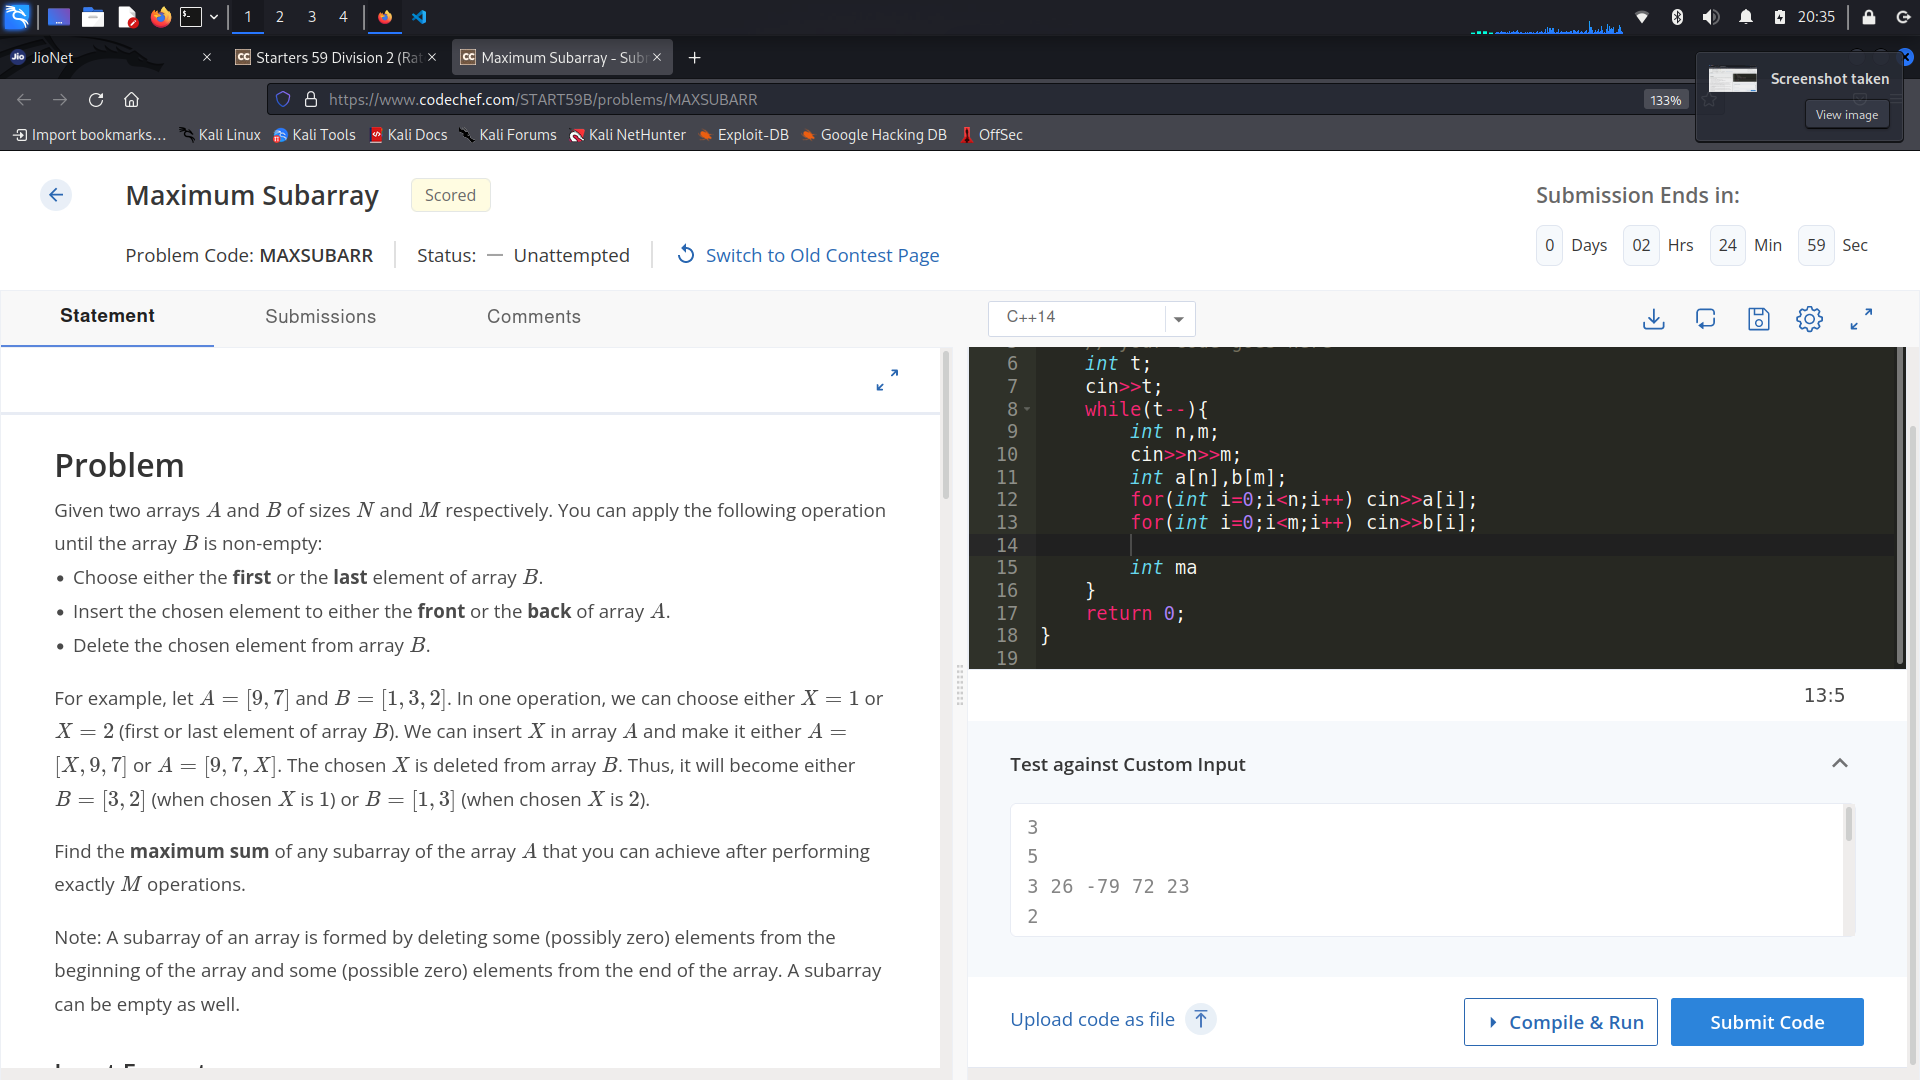 1 2 3 4
20:35
JioNet
Starters 59 Division 2 (Rat
Maximum Subarray - Sub
https://www.codechef.com/START59B/problems/MAXSUBARR
133%
Screenshot taken
View image
Import bookmarks... Kali Linux Kali Tools Kali Docs Kali Forums Kali NetHunter Exploit-DB Google Hacking DB OffSec
Maximum Subarray Scored
Submission Ends in:
0 Days 02 Hrs 24 Min 59 Sec
Problem Code: MAXSUBARR Status: — Unattempted Switch to Old Contest Page
Statement Submissions Comments
Problem
Given two arrays A and B of sizes N and M respectively. You can apply the following operation
until the array B is non-empty:
• Choose either the first or the last element of array B.
• Insert the chosen element to either the front or the back of array A.
• Delete the chosen element from array B.
For example, let A = [9, 7] and B = [1, 3, 2]. In one operation, we can choose either X = 1 or
X = 2 (first or last element of array B). We can insert X in array A and make it either A =
[X, 9, 7] or A = [9, 7, X]. The chosen X is deleted from array B. Thus, it will become either
B = [3, 2] (when chosen X is 1) or B = [1, 3] (when chosen X is 2).
Find the maximum sum of any subarray of the array A that you can achieve after performing
exactly M operations.
Note: A subarray of an array is formed by deleting some (possibly zero) elements from the
beginning of the array and some (possible zero) elements from the end of the array. A subarray
can be empty as well.
C++14
6 int t;
7 cin>>t;
8 while(t--){
9 int n,m;
10 cin>>n>>m;
11 int a[n],b[m];
12 for(int i=0;i<n;i++) cin>>a[i];
13 for(int i=0;i<m;i++) cin>>b[i];
14
15 int ma
16 }
17 return 0;
18 }
19
13:5
Test against Custom Input
3
5
3 26 -79 72 23
2
Upload code as file
Compile & Run
Submit Code